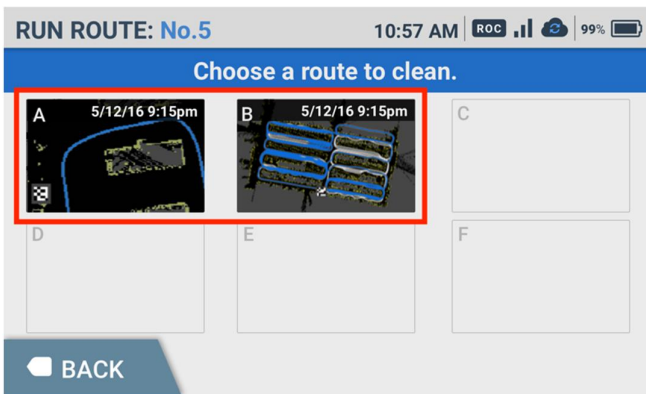 RUN ROUTE: No.5 10:57 AM ROC 99%
Choose a route to clean.
A 5/12/16 9:15pm B 5/12/16 9:15pm C
D E F
BACK